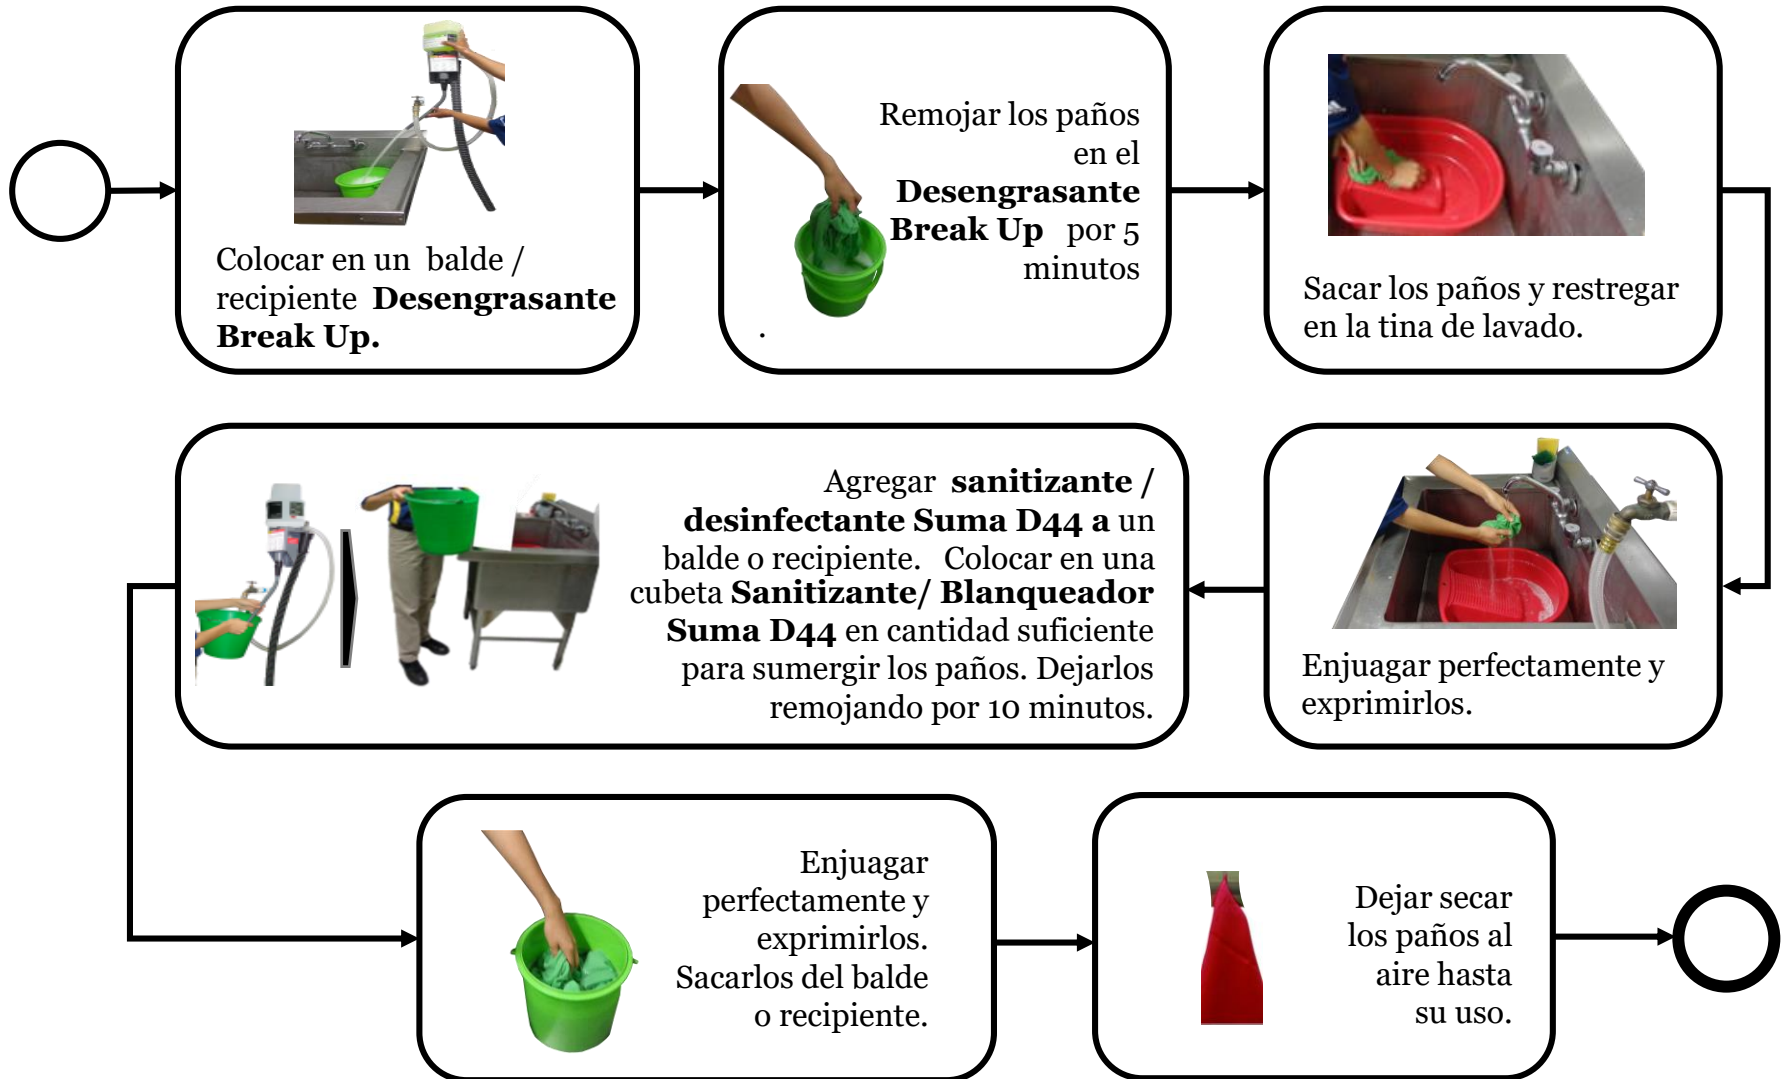 Colocar en un balde /
recipiente Desengrasante
Break Up.
Remojar los paños
en el
Desengrasante
Break Up por 5
minutos
.
Sacar los paños y restregar
en la tina de lavado.
Enjuagar perfectamente y
exprimirlos.
Agregar sanitizante /
desinfectante Suma D44 a un
balde o recipiente. Colocar en una
cubeta Sanitizante/ Blanqueador
Suma D44 en cantidad suficiente
para sumergir los paños. Dejarlos
remojando por 10 minutos.
Enjuagar
perfectamente y
exprimirlos.
Sacarlos del balde
o recipiente.
Dejar secar
los paños al
aire hasta
su uso.